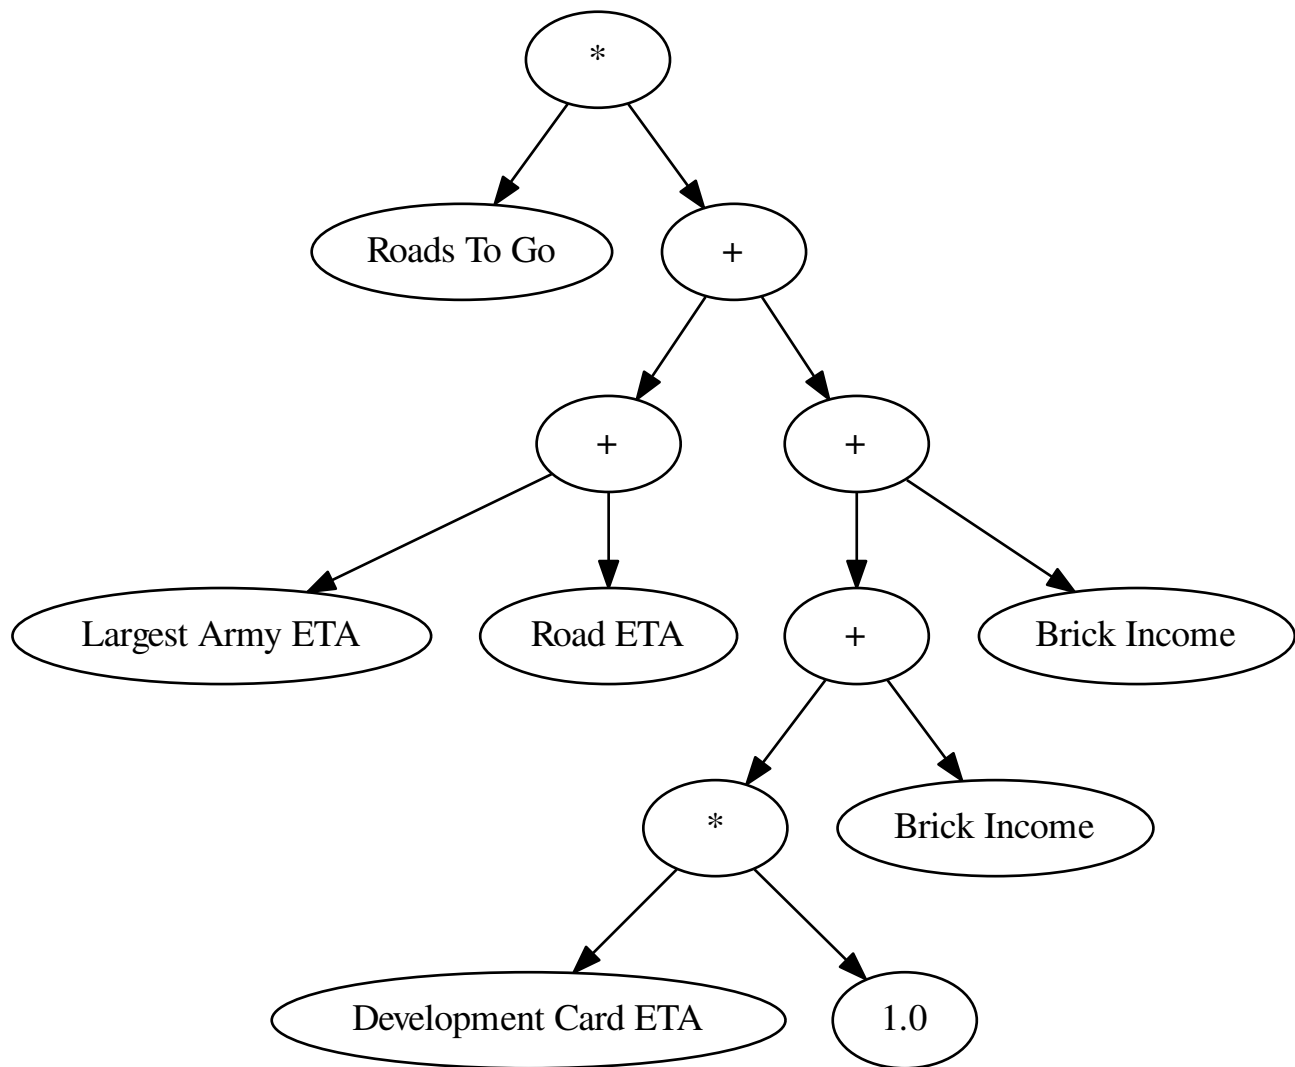 *
Roads To Go
+
+
+
Largest Army ETA
Road ETA
+
Brick Income
*
Brick Income
Development Card ETA
1.0